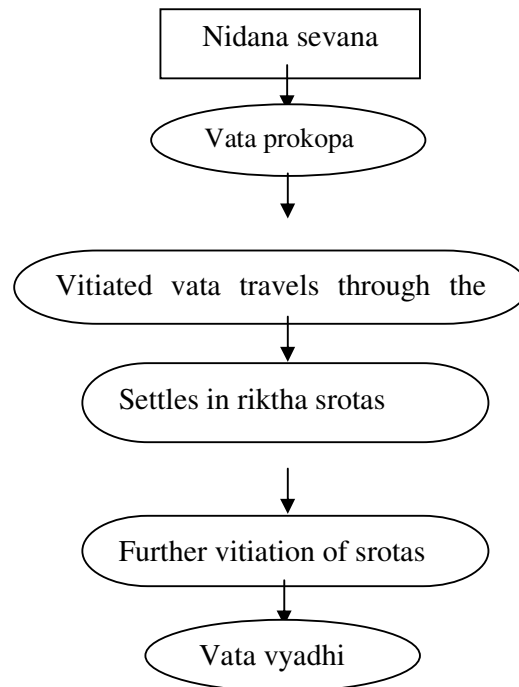 Nidana sevana
Vata prokopa
Vitiated vata travels through the
Settles in riktha srotas
Further vitiation of srotas
Vata vyadhi